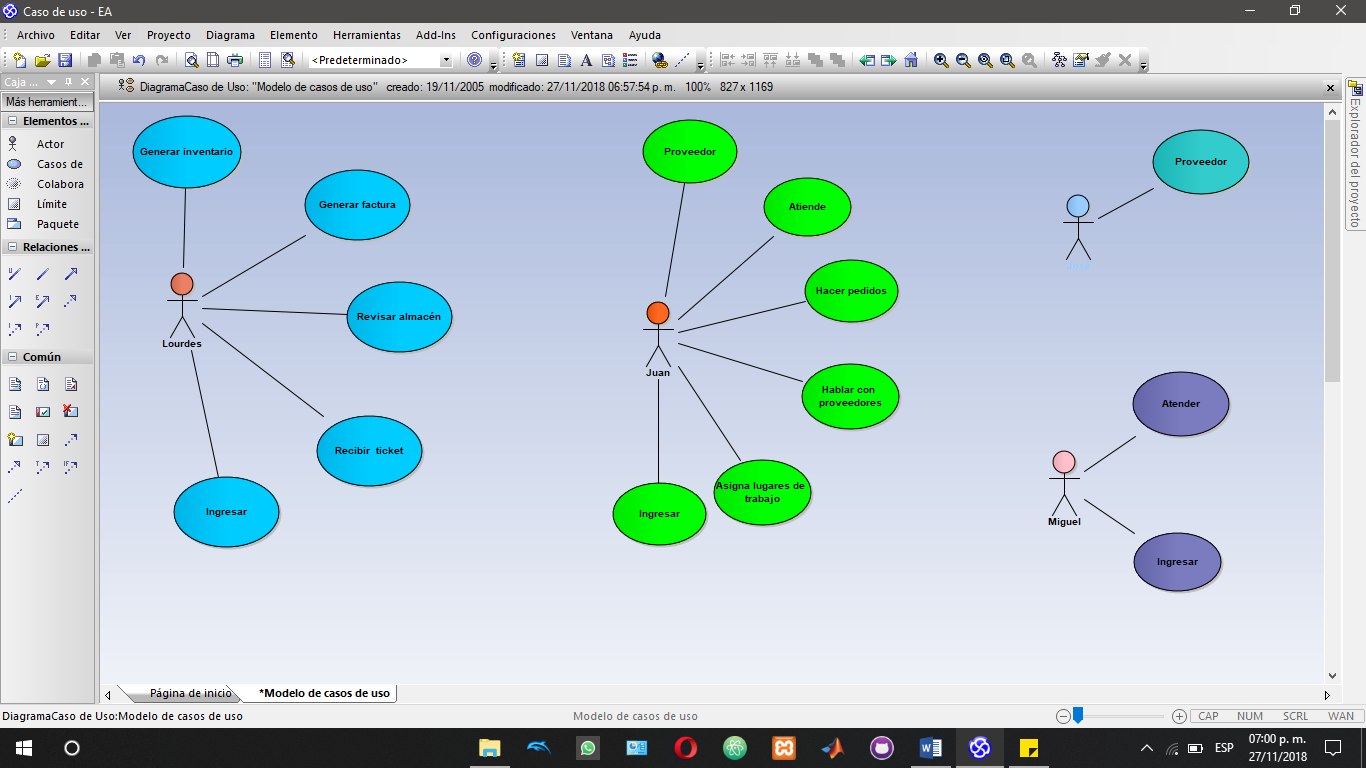 Caso de uso - EA
Archivo Editar Ver Proyecto Diagrama Elemento Herramientas Add-Ins Configuraciones Ventana Ayuda
<Predeterminado>
Caja ...
DiagramaCaso de Uso: "Modelo de casos de uso" creado: 19/11/2005 modificado: 27/11/2018 06:57:54 p. m. 100% 827 x 1169
Más herramient...
Elementos ...
Actor
Casos de
Colabora
Límite
Paquete
Relaciones ...
Común
Explorador del proyecto
Generar inventario
Generar factura
Revisar almacén
Lourdes
Recibir ticket
Ingresar
Proveedor
Atiende
Hacer pedidos
Juan
Hablar con
proveedores
Asigna lugares de
trabajo
Ingresar
Proveedor
Atender
Miguel
Ingresar
Página de inicio *Modelo de casos de uso
DiagramaCaso de Uso:Modelo de casos de uso Modelo de casos de uso CAP NUM SCRL WAN
ESP
07:00 p. m.
27/11/2018